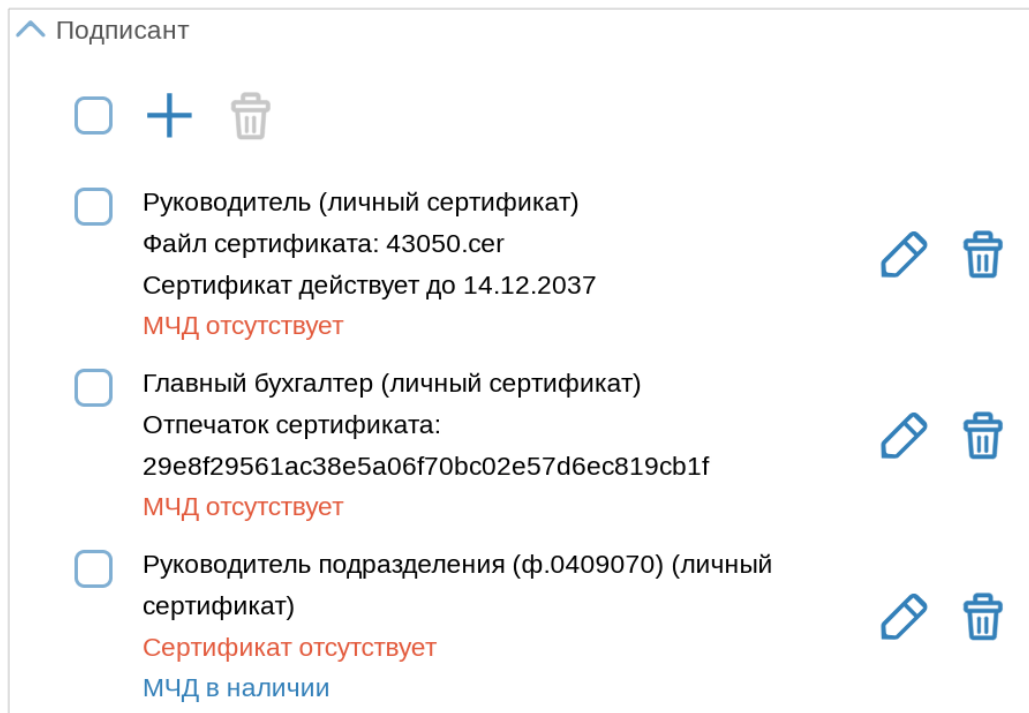 Подписант
Руководитель (личный сертификат)
Файл сертификата: 43050.cer
Сертификат действует до 14.12.2037
МЧД отсутствует
Главный бухгалтер (личный сертификат)
Отпечаток сертификата:
29e8f29561ac38e5a06f70bc02e57d6ec819cb1f
МЧД отсутствует
Руководитель подразделения (ф.0409070) (личный
сертификат)
Сертификат отсутствует
МЧД в наличии